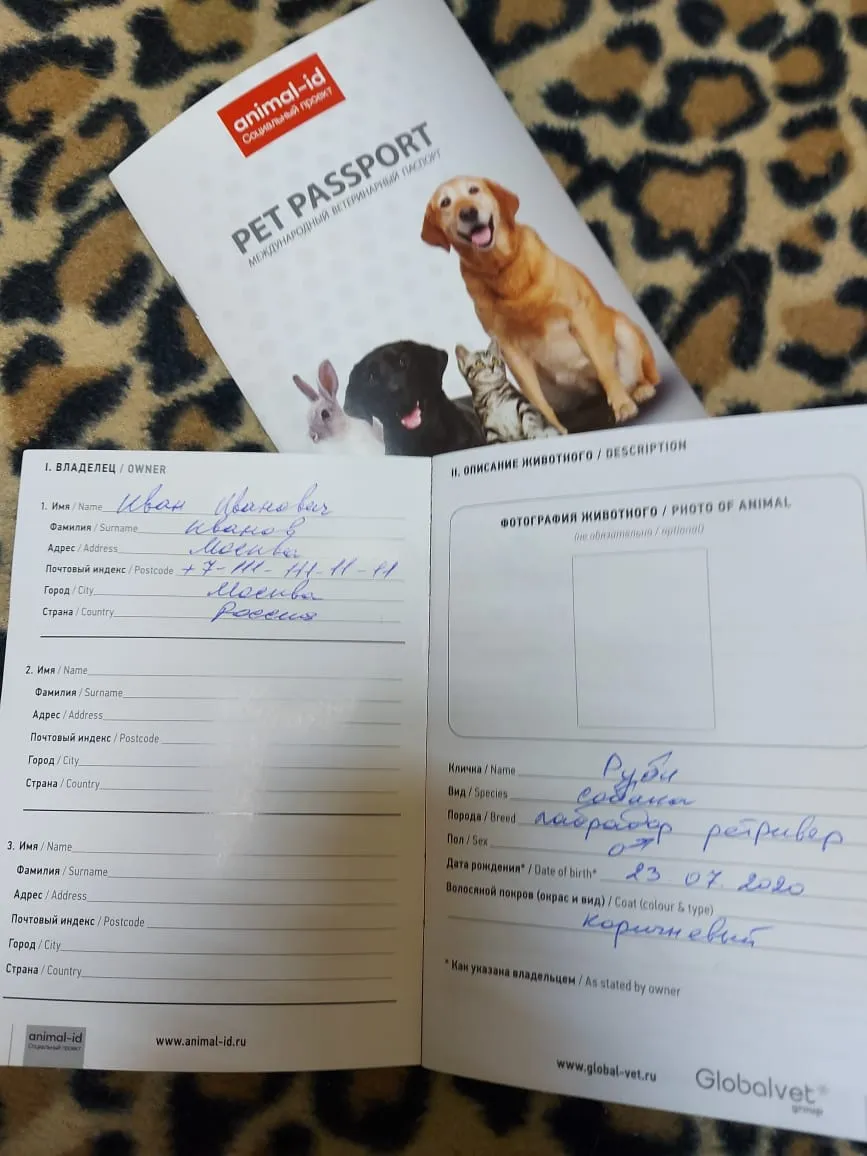 animal-id
Социальный проект
PET PASSPORT
МЕЖДУНАРОДНЫЙ ВЕТЕРИНАРНЫЙ ПАСПОРТ
I. ВЛАДЕЛЕЦ / OWNER
1. Имя / Name Иван Иванович
Фамилия / Surname Иванов
Адрес / Address Москва
Почтовый индекс / Postcode +7-111-111-11-11
Город / City Москва
Страна / Country Россия
2. Имя / Name
Фамилия / Surname
Адрес / Address
Почтовый индекс / Postcode
Город / City
Страна / Country
3. Имя / Name
Фамилия / Surname
Адрес / Address
Почтовый индекс / Postcode
Город / City
Страна / Country
animal-id
Социальный проект
www.animal-id.ru
II. ОПИСАНИЕ ЖИВОТНОГО / DESCRIPTION
ФОТОГРАФИЯ ЖИВОТНОГО / PHOTO OF ANIMAL
(не обязательно / optional)
Кличка / Name Руби
Вид / Species собака
Порода / Breed лабрадор ретривер
Пол / Sex ♂
Дата рождения* / Date of birth* 23 07. 2020
Волосяной покров (окрас и вид) / Coat (colour & type)
коричневый
* Как указана владельцем / As stated by owner
www.global-vet.ru
Globalvet
group